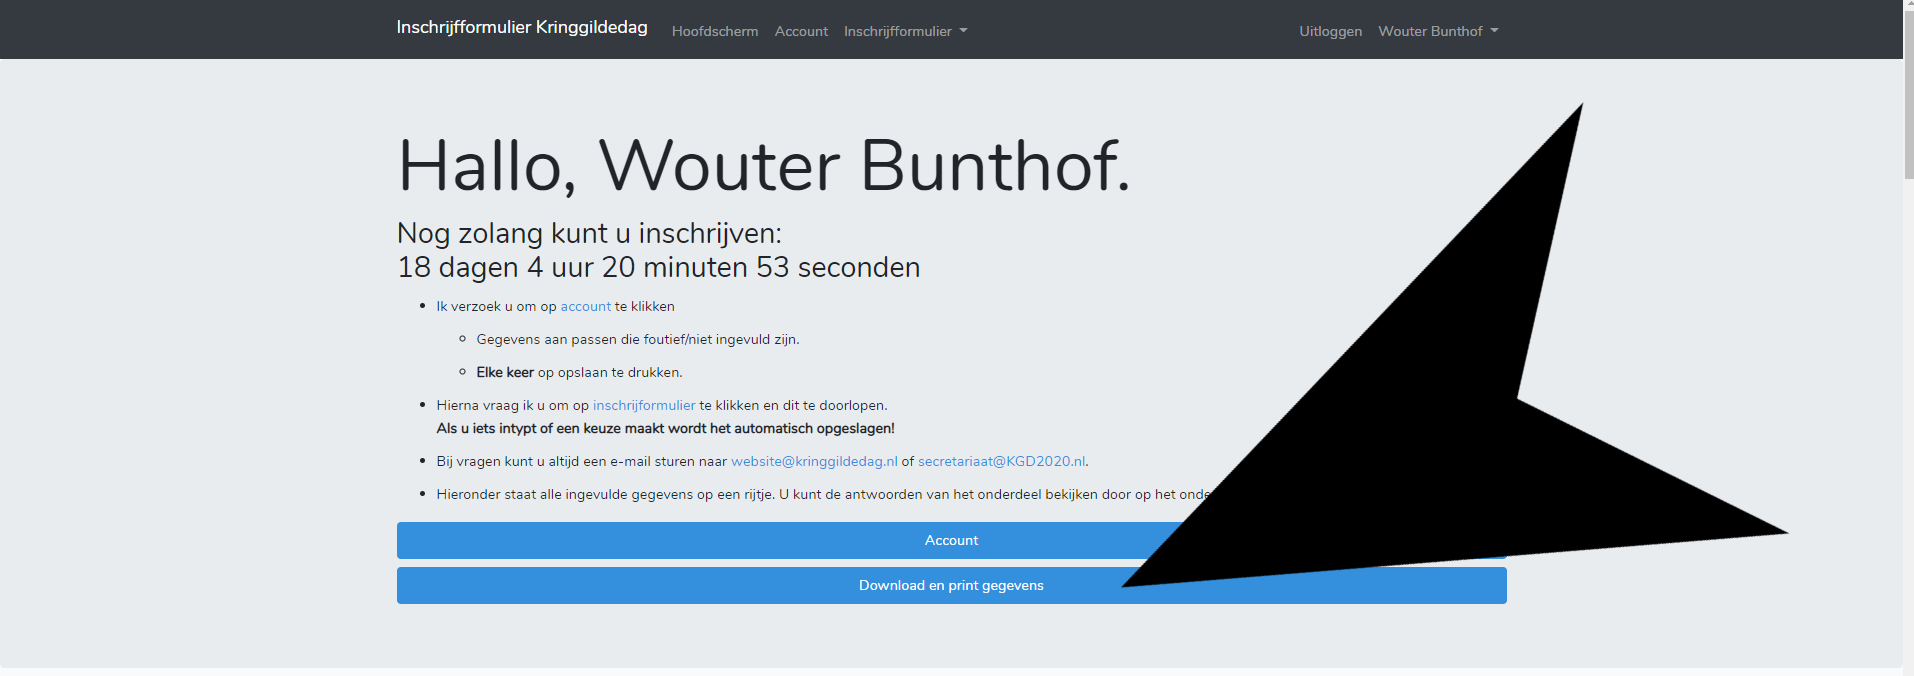 Inschrijfformulier Kringgildedag Hoofdscherm Account Inschrijfformulier Uitloggen Wouter Bunthof
Hallo, Wouter Bunthof.
Nog zolang kunt u inschrijven:
18 dagen 4 uur 20 minuten 53 seconden
Ik verzoek u om op account te klikken
Gegevens aan passen die foutief/niet ingevuld zijn.
Elke keer op opslaan te drukken.
Hierna vraag ik u om op inschrijformulier te klikken en dit te doorlopen.
Als u iets intypt of een keuze maakt wordt het automatisch opgeslagen!
Bij vragen kunt u altijd een e-mail sturen naar website@kringgildedag.nl of secretariaat@KGD2020.nl.
Hieronder staat alle ingevulde gegevens op een rijtje. U kunt de antwoorden van het onderdeel bekijken door op het
Account
Download en print gegevens